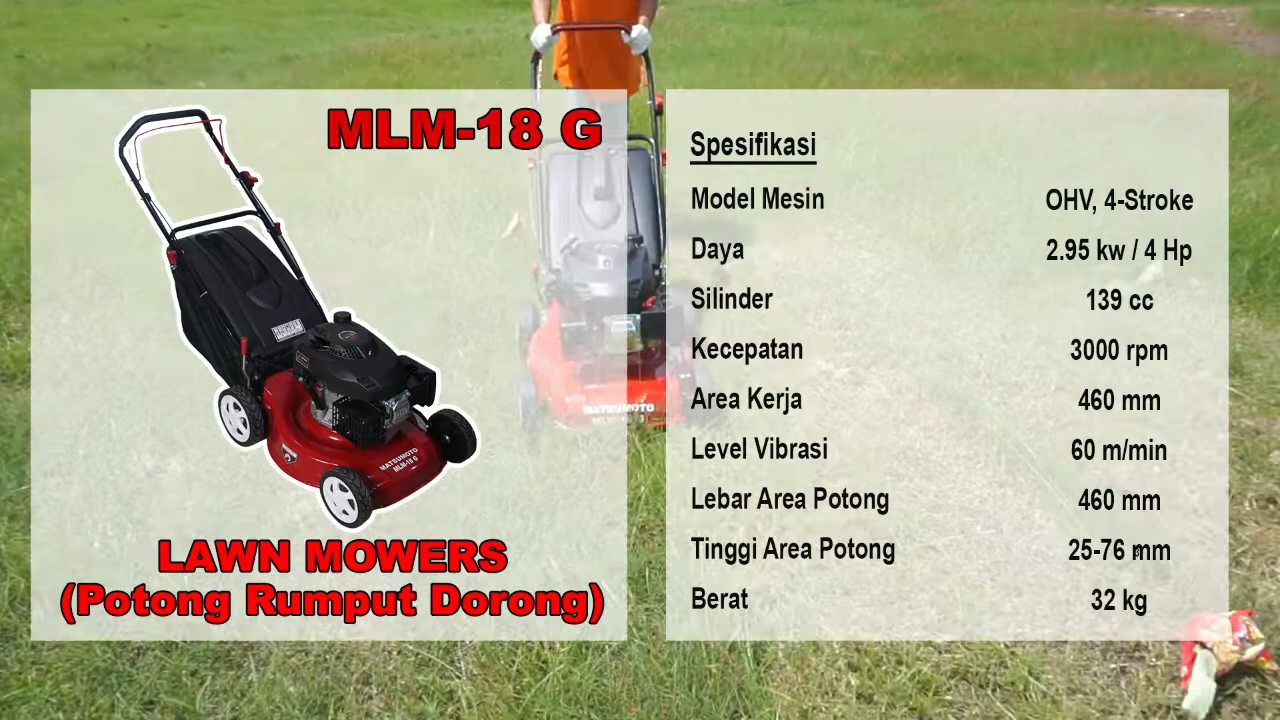 MLM-18 G
MATSUMOTO
MLM-18 G
LAWN MOWERS
(Potong Rumput Dorong)
MATSUMOTO
Spesifikasi
Model Mesin OHV, 4-Stroke
Daya 2.95 kw / 4 Hp
Silinder 139 cc
Kecepatan 3000 rpm
Area Kerja 460 mm
Level Vibrasi 60 m/min
Lebar Area Potong 460 mm
Tinggi Area Potong 25-76 mm
Berat 32 kg